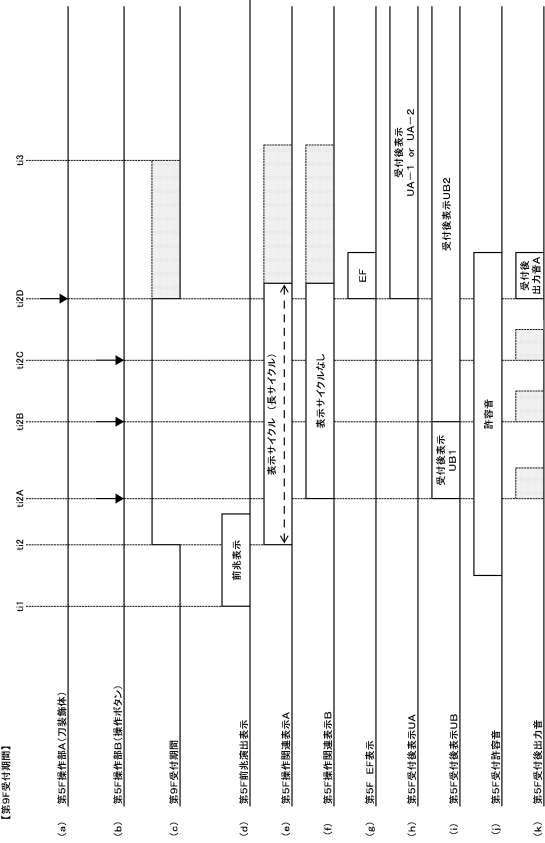 【第9F受付期間】
ti1
ti2
ti2A
ti2B
ti2C
ti2D
ti3
(a) 第5F操作部A(刀装飾体)
(b) 第5F操作部B(操作ボタン)
(c) 第9F受付期間
(d) 第5F前兆演出表示
前兆表示
(e) 第5F操作関連表示A
表示サイクル (長サイクル)
(f) 第5F操作関連表示B
表示サイクルなし
(g) 第5F EF表示
EF
(h) 第5F受付後表示UA
受付後表示
UA-1 or UA-2
(i) 第5F受付後表示UB
受付後表示
UB1
受付後表示UB2
(j) 第5F受付許容音
許容音
(k) 第5F受付後出力音
受付後
出力音A